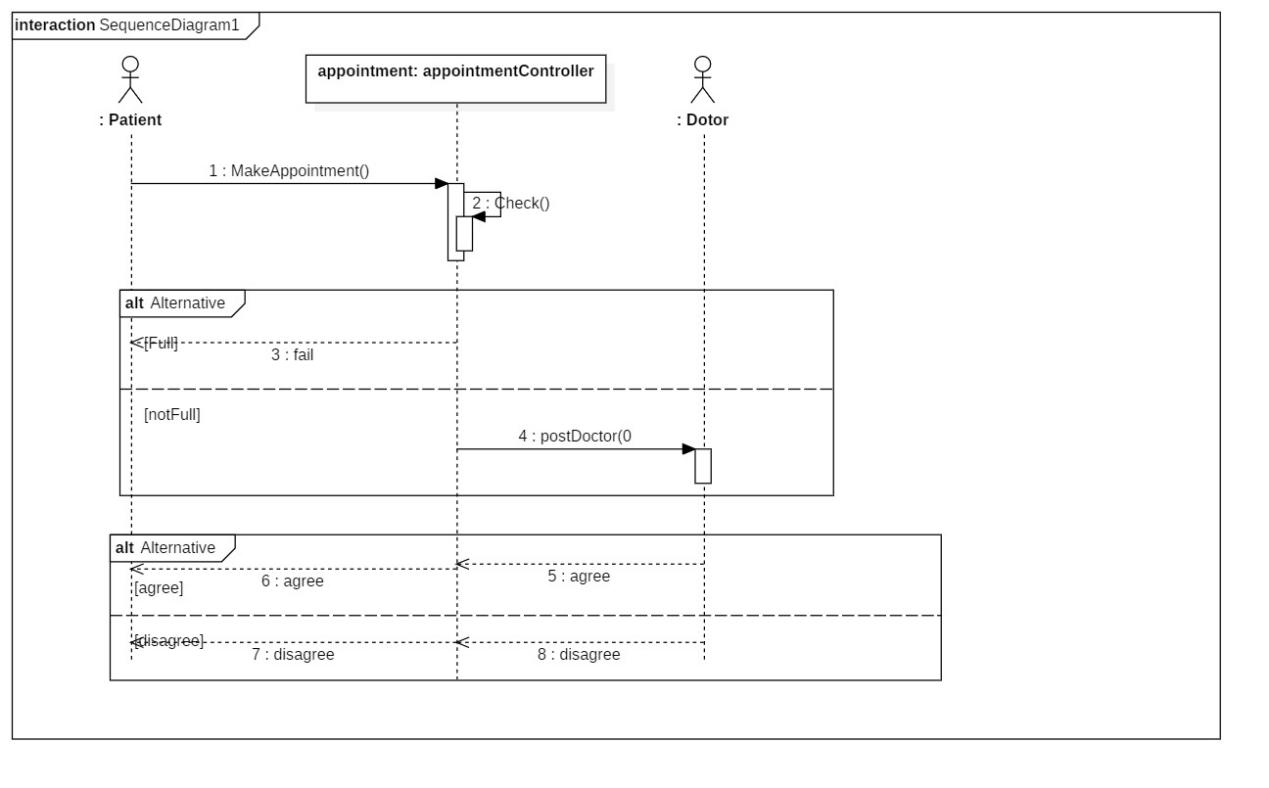 interaction SequenceDiagram1
: Patient
appointment: appointmentController
: Dotor
1 : MakeAppointment()
2 : Check()
alt Alternative
[Full]
3 : fail
[notFull]
4 : postDoctor(0
alt Alternative
6 : agree
5 : agree
[agree]
[disagree]
7 : disagree
8 : disagree